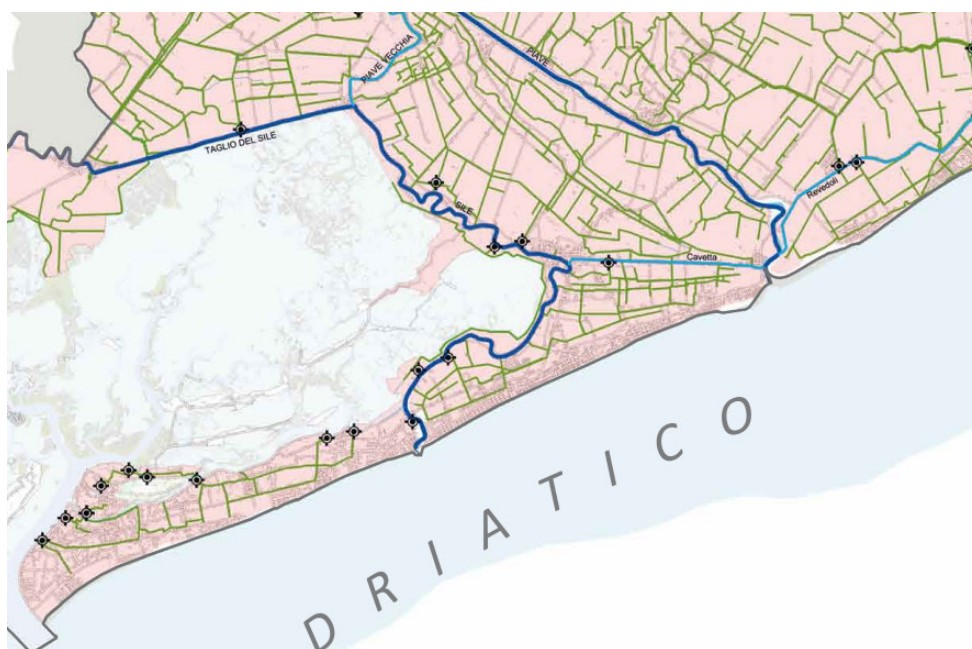 PIAVE VECCHIA
PIAVE
TAGLIO DEL SILE
Revedoli
SILE
Cavetta
DRIATICO